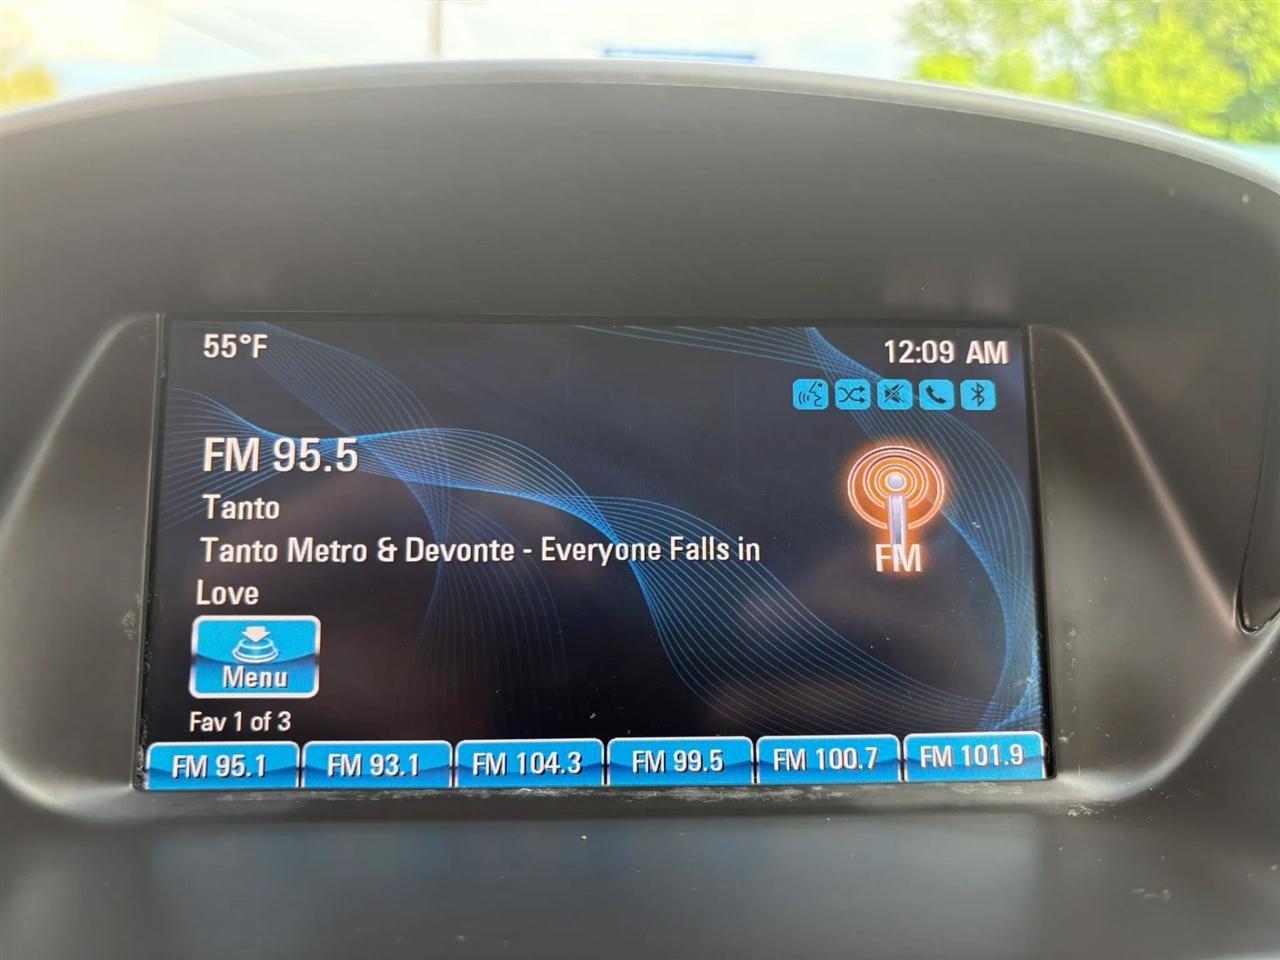 55°F
12:09 AM
FM 95.5
Tanto
Tanto Metro & Devonte - Everyone Falls in
Love
FM
Menu
Fav 1 of 3
FM 95.1 FM 93.1 FM 104.3 FM 99.5 FM 100.7 FM 101.9